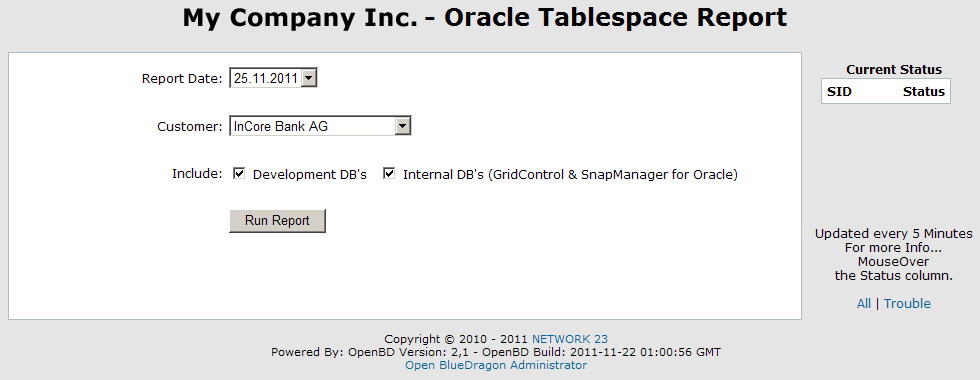 My Company Inc. - Oracle Tablespace Report
Report Date: 25.11.2011
Customer: InCore Bank AG
Include: Development DB's Internal DB's (GridControl & SnapManager for Oracle)
Run Report
Current Status
SID Status
Updated every 5 Minutes
For more Info...
MouseOver
the Status column.
All | Trouble
Copyright © 2010 - 2011 NETWORK 23
Powered By: OpenBD Version: 2,1 - OpenBD Build: 2011-11-22 01:00:56 GMT
Open BlueDragon Administrator